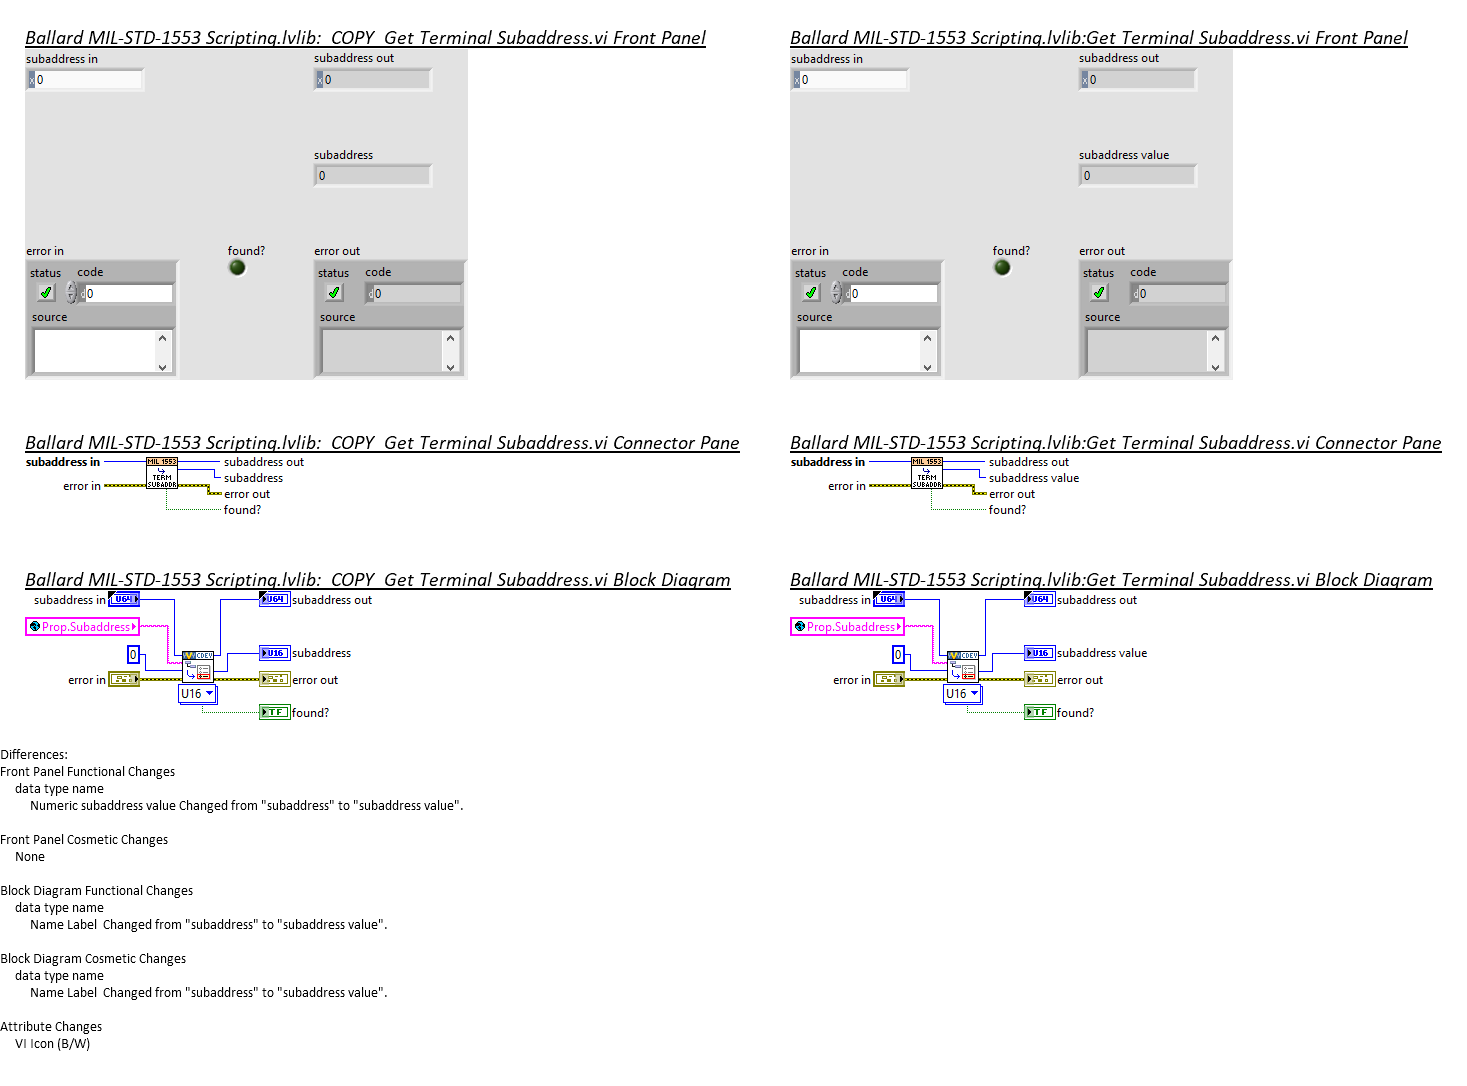 Ballard MIL-STD-1553 Scripting.lvlib:_COPY_Get Terminal Subaddress.vi Front Panel
subaddress in
x 0
subaddress out
x 0
subaddress
0
error in
status
code
d 0
source
found?
error out
status
code
d 0
source
Ballard MIL-STD-1553 Scripting.lvlib:Get Terminal Subaddress.vi Front Panel
subaddress in
x 0
subaddress out
x 0
subaddress value
0
error in
status
code
d 0
source
found?
error out
status
code
d 0
source
Ballard MIL-STD-1553 Scripting.lvlib:_COPY_Get Terminal Subaddress.vi Connector Pane
subaddress in
error in
MIL 1553
TERM
SUBADDR
subaddress out
subaddress
error out
found?
Ballard MIL-STD-1553 Scripting.lvlib:Get Terminal Subaddress.vi Connector Pane
subaddress in
error in
MIL 1553
TERM
SUBADDR
subaddress out
subaddress value
error out
found?
Ballard MIL-STD-1553 Scripting.lvlib:_COPY_Get Terminal Subaddress.vi Block Diagram
subaddress in
U64
U64
subaddress out
Prop.Subaddress
0
CDEV
U16
subaddress
error in
error out
U16
TF
found?
Ballard MIL-STD-1553 Scripting.lvlib:Get Terminal Subaddress.vi Block Diagram
subaddress in
U64
U64
subaddress out
Prop.Subaddress
0
CDEV
U16
subaddress value
error in
error out
U16
TF
found?
Differences:
Front Panel Functional Changes
data type name
Numeric subaddress value Changed from "subaddress" to "subaddress value".
Front Panel Cosmetic Changes
None
Block Diagram Functional Changes
data type name
Name Label  Changed from "subaddress" to "subaddress value".
Block Diagram Cosmetic Changes
data type name
Name Label  Changed from "subaddress" to "subaddress value".
Attribute Changes
VI Icon (B/W)